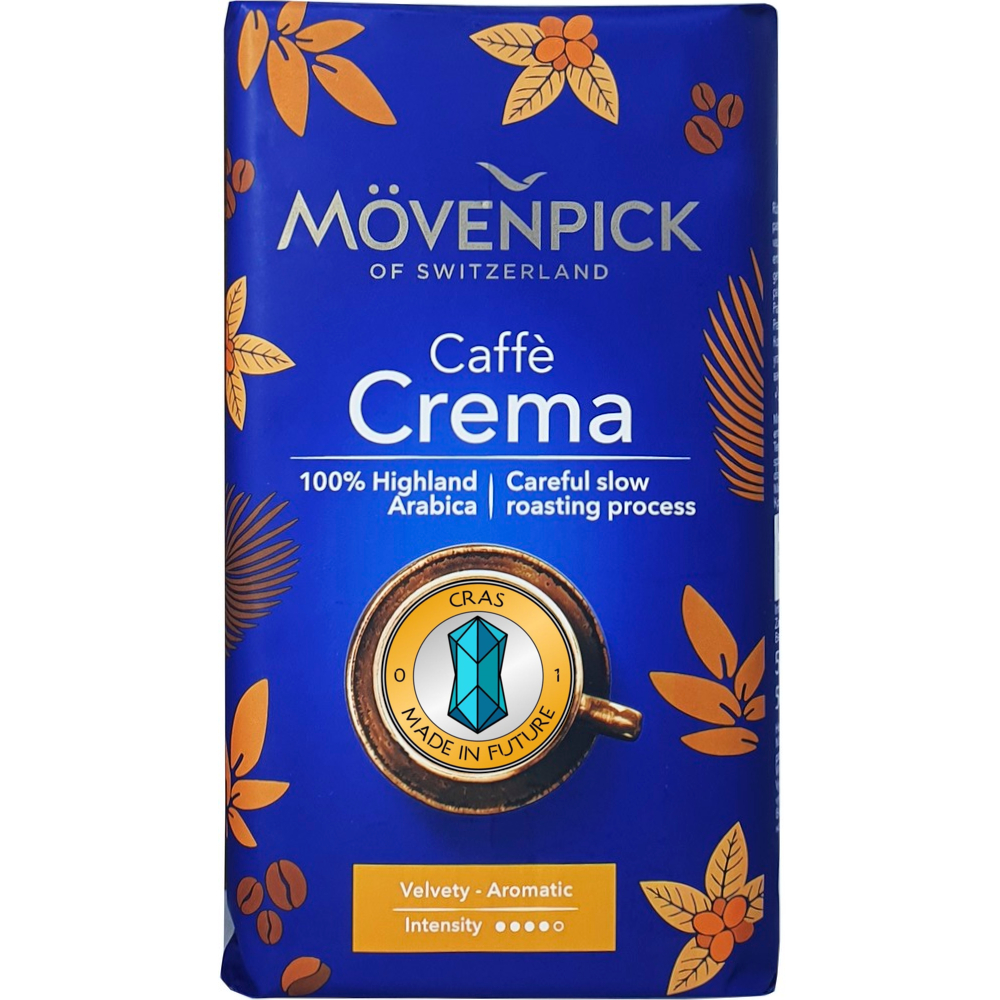 MÖVENPICK
OF SWITZERLAND
Caffè
Crema
100% Highland
Arabica
Careful slow
roasting process
CRAS
0 1
MADE IN FUTURE
Velvety - Aromatic
Intensity